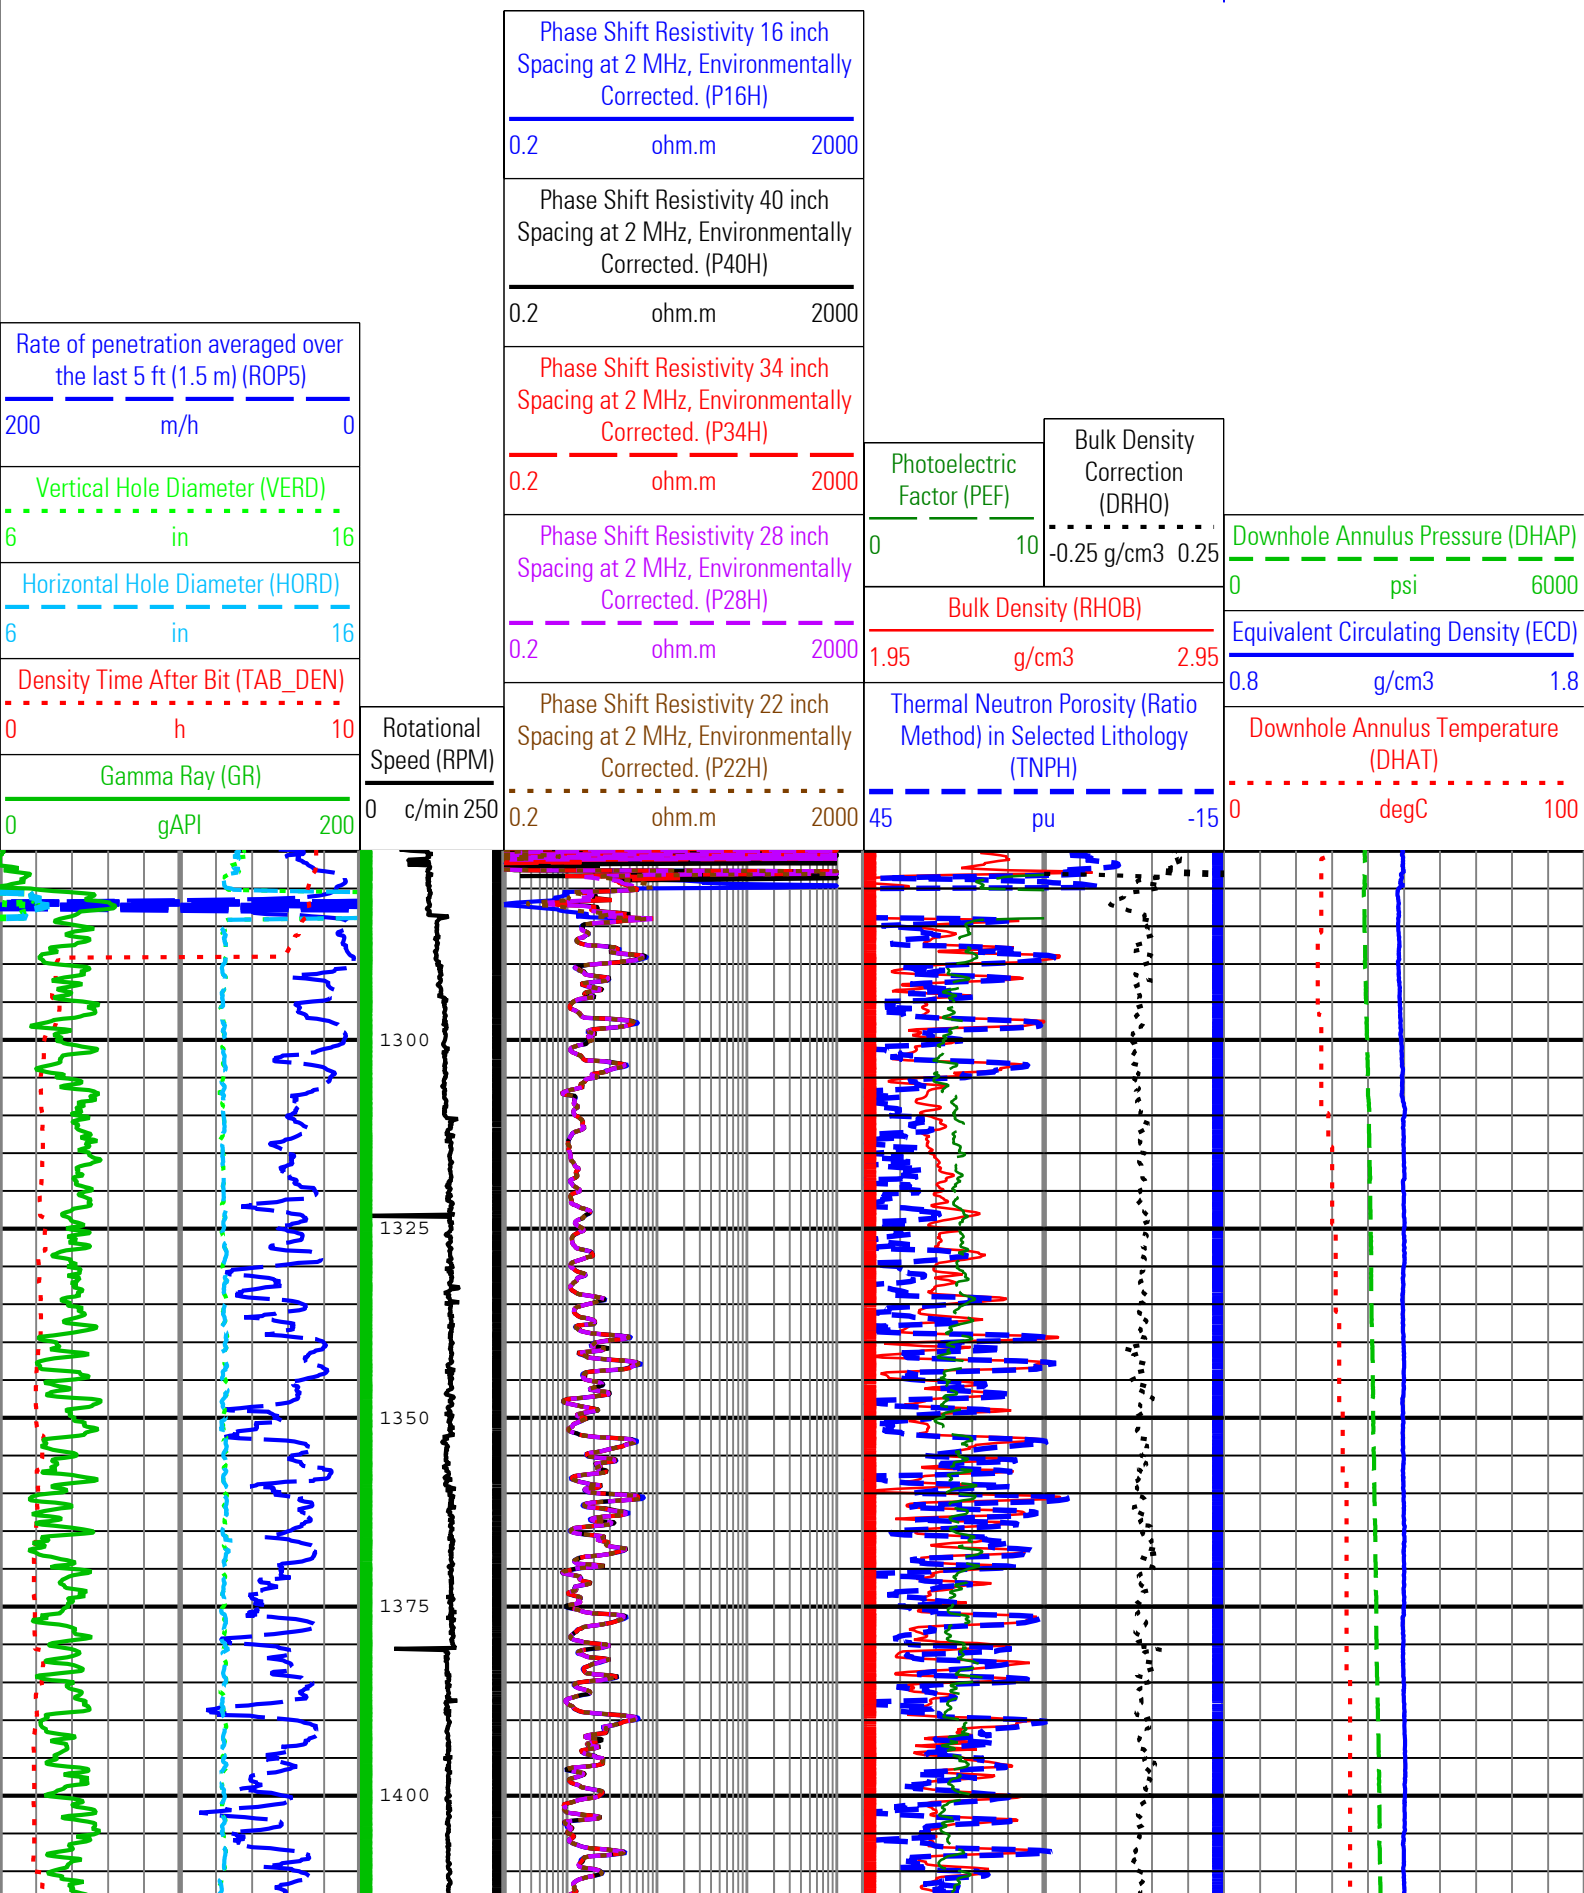 Phase Shift Resistivity 16 inch
Spacing at 2 MHz, Environmentally
Corrected. (P16H)
0.2 ohm.m 2000
Phase Shift Resistivity 40 inch
Spacing at 2 MHz, Environmentally
Corrected. (P40H)
0.2 ohm.m 2000
Phase Shift Resistivity 34 inch
Spacing at 2 MHz, Environmentally
Corrected. (P34H)
0.2 ohm.m 2000
Phase Shift Resistivity 28 inch
Spacing at 2 MHz, Environmentally
Corrected. (P28H)
0.2 ohm.m 2000
Phase Shift Resistivity 22 inch
Spacing at 2 MHz, Environmentally
Corrected. (P22H)
0.2 ohm.m 2000
Rate of penetration averaged over
the last 5 ft (1.5 m) (ROP5)
200 m/h 0
Vertical Hole Diameter (VERD)
6 in 16
Horizontal Hole Diameter (HORD)
6 in 16
Density Time After Bit (TAB_DEN)
0 h 10
Gamma Ray (GR)
0 gAPI 200
Rotational
Speed (RPM)
0 c/min 250
Photoelectric
Factor (PEF)
0 10
Bulk Density
Correction
(DRHO)
-0.25 g/cm3 0.25
Bulk Density (RHOB)
1.95 g/cm3 2.95
Thermal Neutron Porosity (Ratio
Method) in Selected Lithology
(TNPH)
45 pu -15
Downhole Annulus Pressure (DHAP)
0 psi 6000
Equivalent Circulating Density (ECD)
0.8 g/cm3 1.8
Downhole Annulus Temperature
(DHAT)
0 degC 100
1300
1325
1350
1375
1400